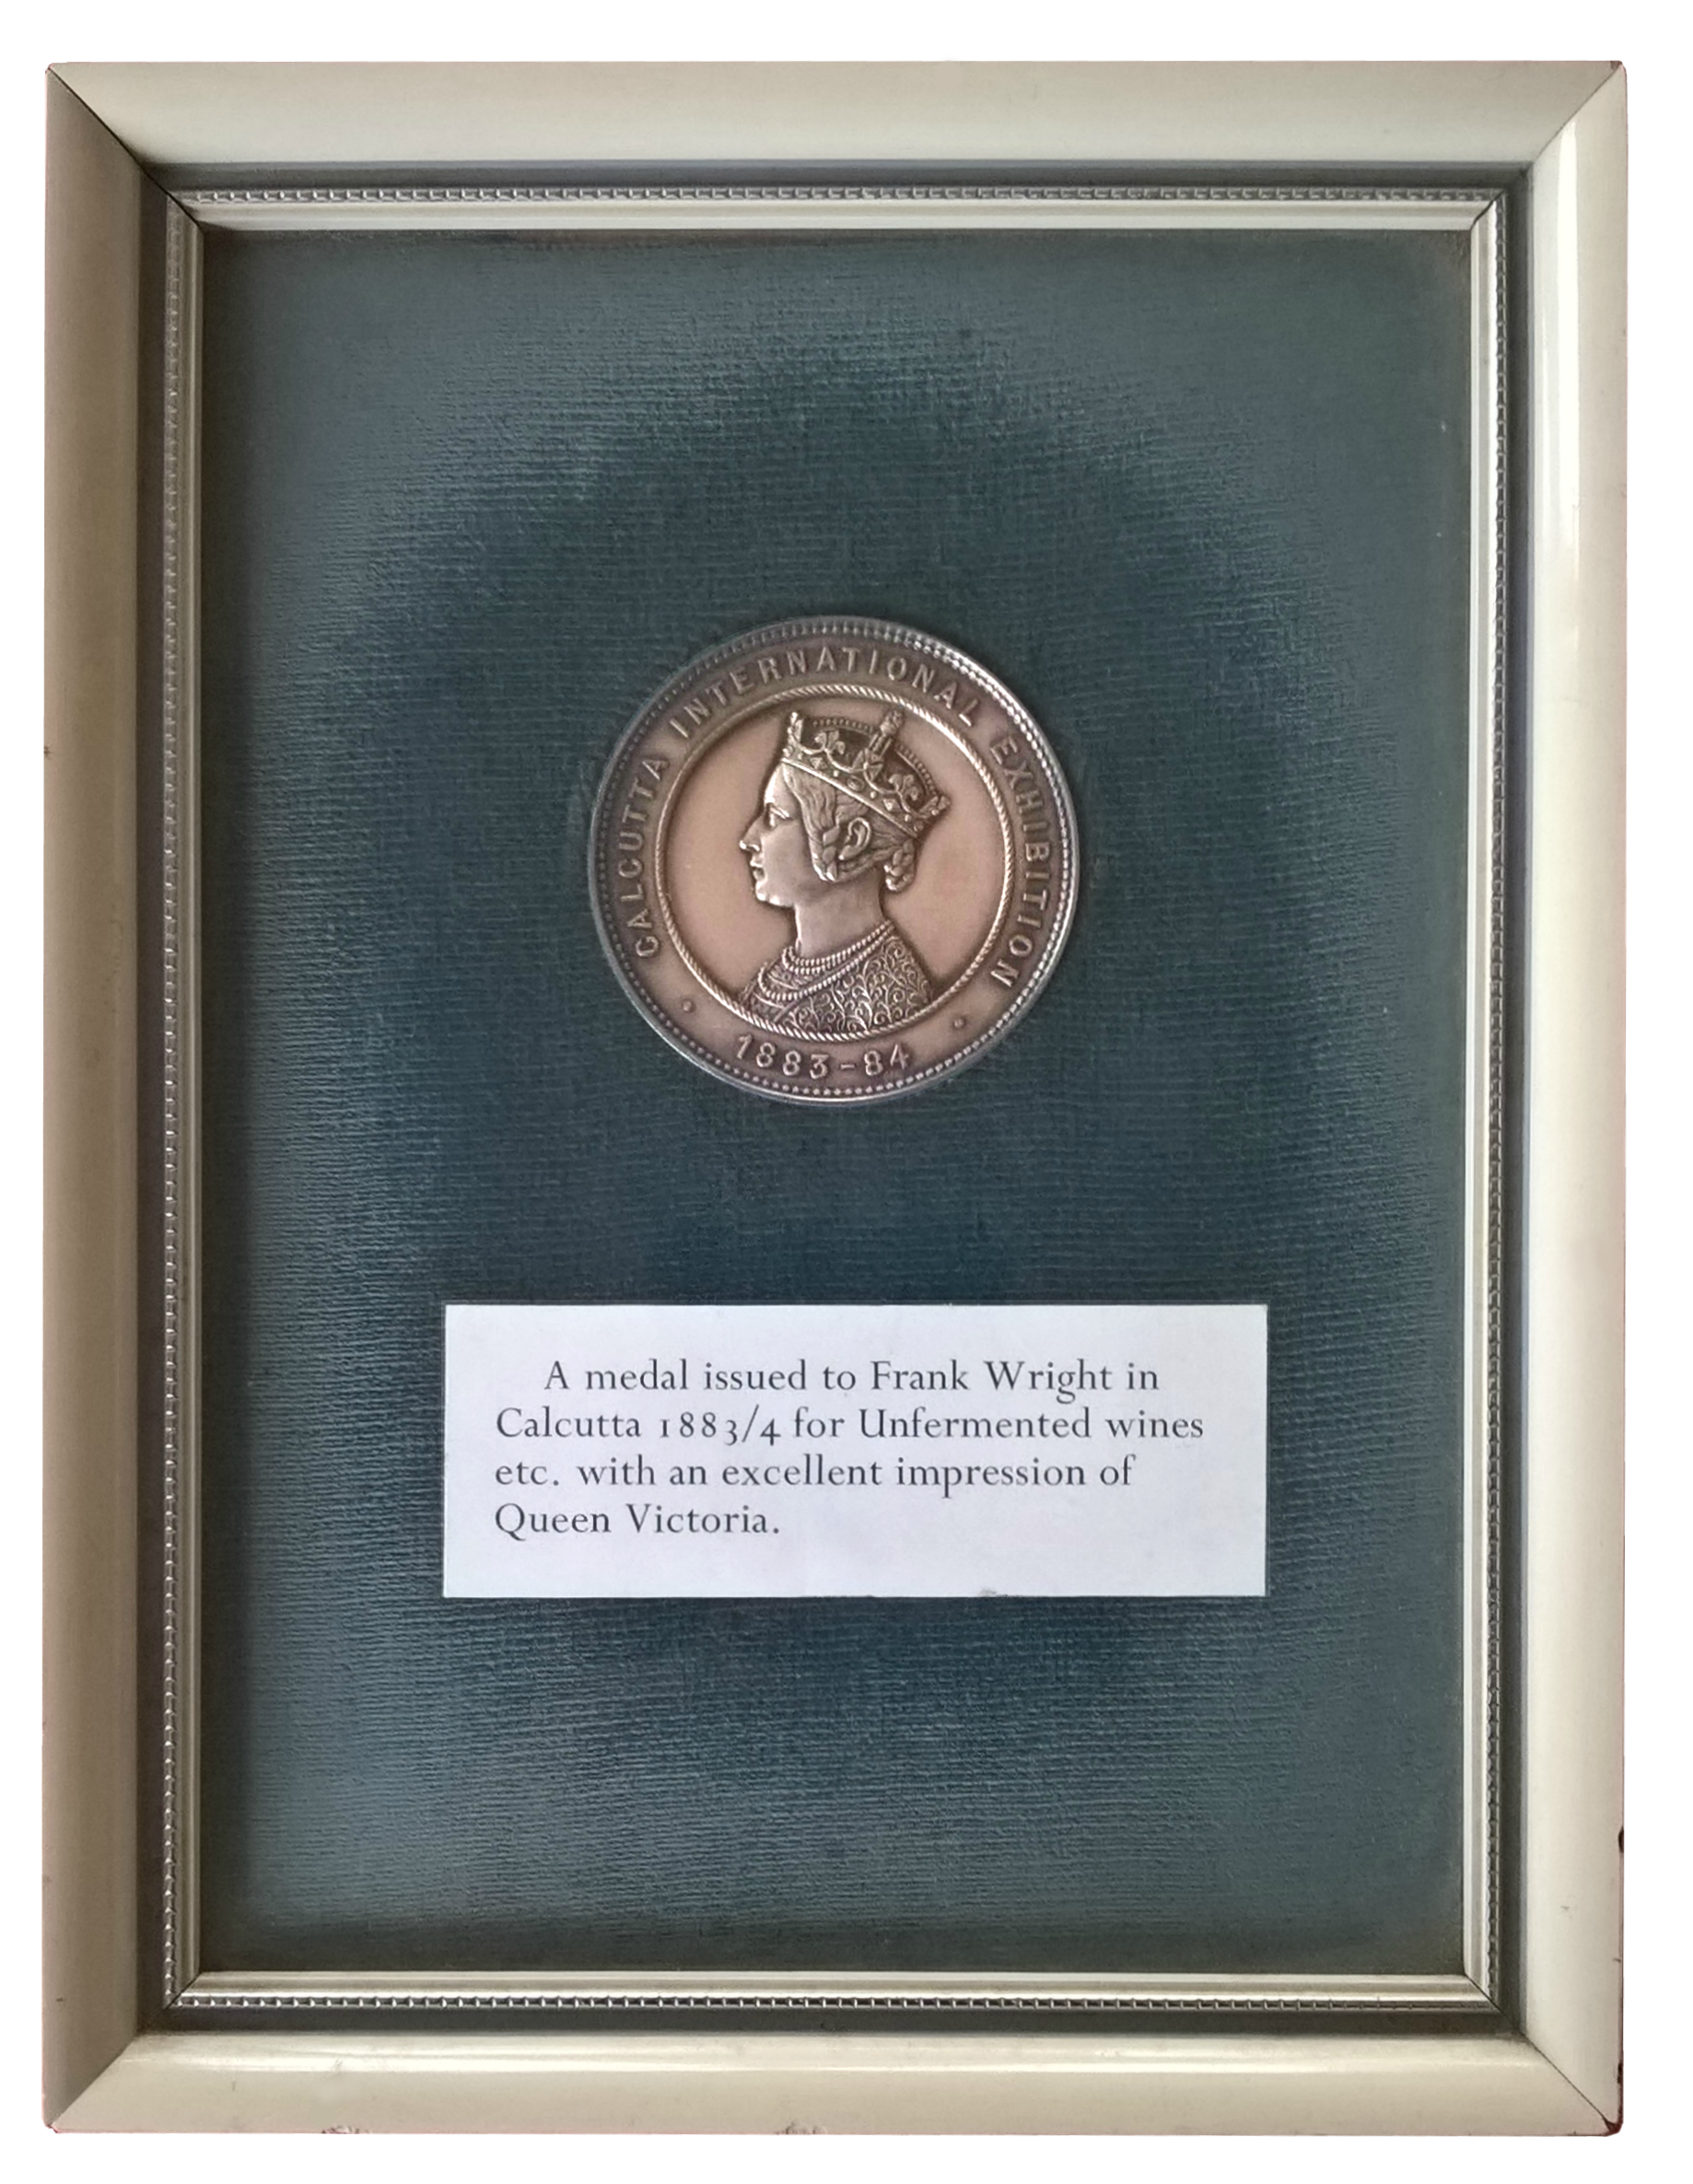 CALCUTTA INTERNATIONAL EXHIBITION
1883-84
A medal issued to Frank Wright in
Calcutta 1883/4 for Unfermented wines
etc. with an excellent impression of
Queen Victoria.